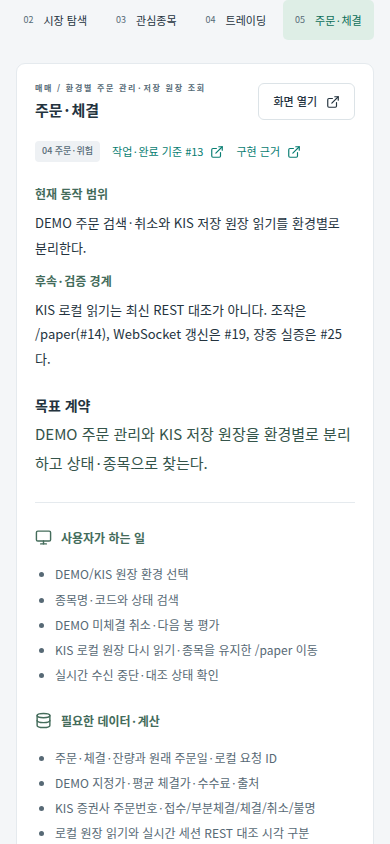 02 시장 탐색 03 관심종목 04 트레이딩 05 주문·체결
매매 / 환경별 주문 관리·저장 원장 조회
주문·체결
화면 열기
04 주문·위험 작업·완료 기준 #13 구현 근거
현재 동작 범위
DEMO 주문 검색·취소와 KIS 저장 원장 읽기를 환경별로
분리한다.
후속·검증 경계
KIS 로컬 읽기는 최신 REST 대조가 아니다. 조작은
/paper(#14), WebSocket 갱신은 #19, 장중 실증은 #25
다.
목표 계약
DEMO 주문 관리와 KIS 저장 원장을 환경별로 분리
하고 상태·종목으로 찾는다.
사용자가 하는 일
DEMO/KIS 원장 환경 선택
종목명·코드와 상태 검색
DEMO 미체결 취소·다음 봉 평가
KIS 로컬 원장 다시 읽기·종목을 유지한 /paper 이동
실시간 수신 중단·대조 상태 확인
필요한 데이터·계산
주문·체결·잔량과 원래 주문일·로컬 요청 ID
DEMO 지정가·평균 체결가·수수료·출처
KIS 증권사 주문번호·접수/부분체결/체결/취소/불명
로컬 원장 읽기와 실시간 세션 REST 대조 시각 구분